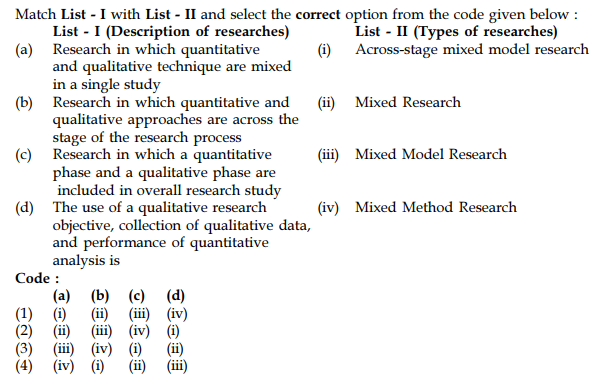 Match List - I with List - II and select the correct option from the code given below :
List - I (Description of researches) List - II (Types of researches)
(a) Research in which quantitative (i) Across-stage mixed model research
and qualitative technique are mixed
in a single study
(b) Research in which quantitative and (ii) Mixed Research
qualitative approaches are across the
stage of the research process
(c) Research in which a quantitative (iii) Mixed Model Research
phase and a qualitative phase are
included in overall research study
(d) The use of a qualitative research (iv) Mixed Method Research
objective, collection of qualitative data,
and performance of quantitative
analysis is
Code :
(a) (b) (c) (d)
(1) (i) (ii) (iii) (iv)
(2) (ii) (iii) (iv) (i)
(3) (iii) (iv) (i) (ii)
(4) (iv) (i) (ii) (iii)